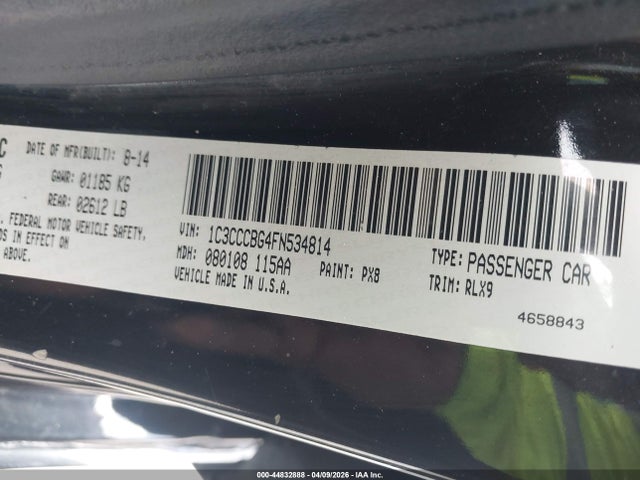 C DATE OF MFR(BUILT): 8-14
GAWR: 01185 KG
REAR: 02612 LB
. FEDERAL MOTOR VEHICLE SAFETY,
DS IN EFFECT ON
ABOVE.
VIN: 1C3CCCBG4FN534814
MDH: 080108 115AA PAINT: PX8
VEHICLE MADE IN U.S.A.
TYPE: PASSENGER CAR
TRIM: RLX9
4658843
000-44832888 - 04/09/2026 - IAA Inc.